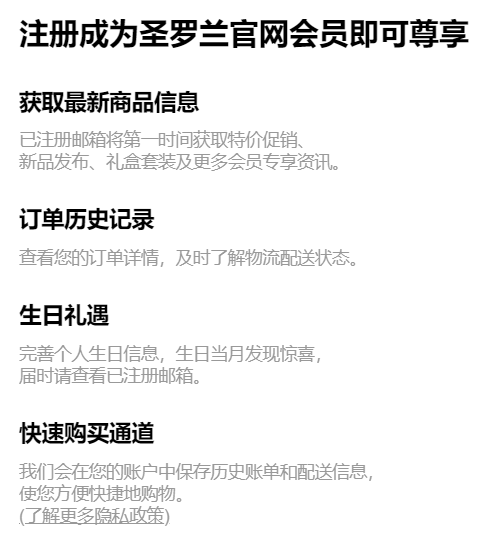 注册成为圣罗兰官网会员即可尊享
获取最新商品信息
已注册邮箱将第一时间获取特价促销、
新品发布、礼盒套装及更多会员专享资讯。
订单历史记录
查看您的订单详情，及时了解物流配送状态。
生日礼遇
完善个人生日信息，生日当月发现惊喜，
届时请查看已注册邮箱。
快速购买通道
我们会在您的账户中保存历史账单和配送信息，
使您方便快捷地购物。
(了解更多隐私政策)